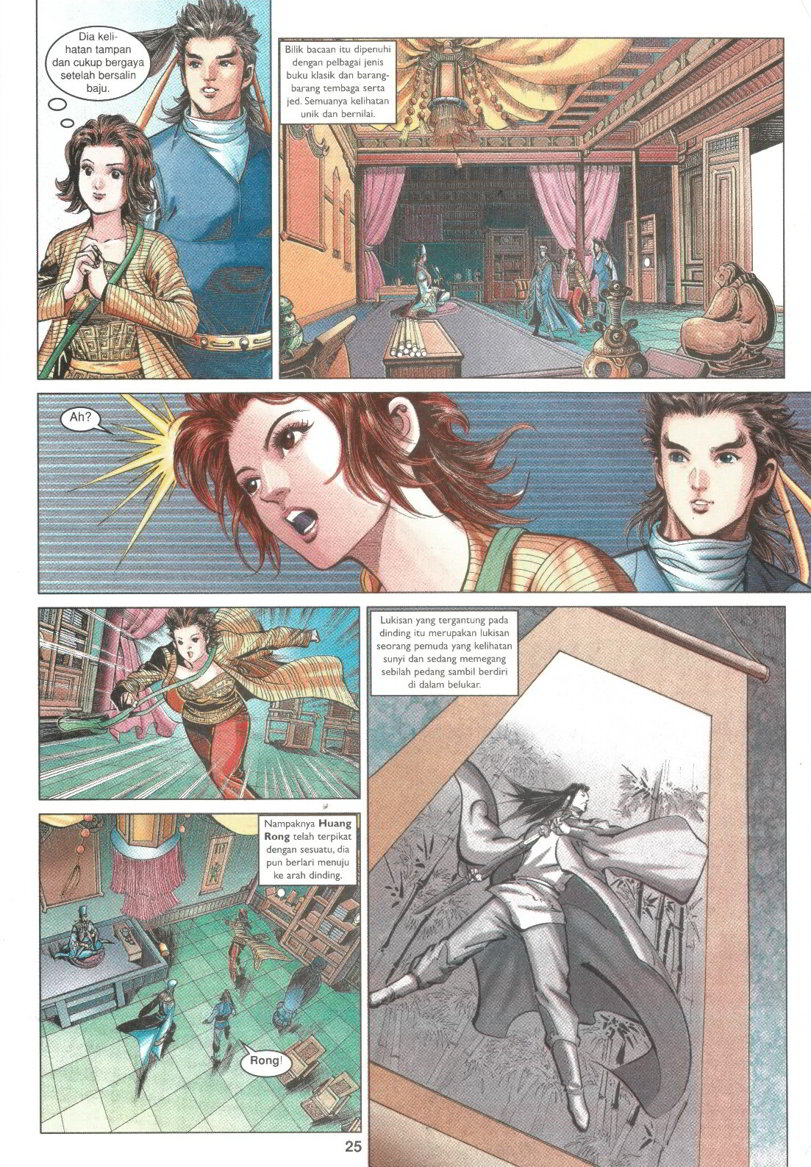 Dia keli-
hatan tampan
dan cukup bergaya
setelah bersalin
baju.
Bilik bacaan itu dipenuhi
dengan pelbagai jenis
buku klasik dan barang-
barang tembaga serta
jed. Semuanya kelihatan
unik dan bernilai.
Ah?
Lukisan yang tergantung pada
dinding itu merupakan lukisan
seorang pemuda yang kelihatan
sunyi dan sedang memegang
sebilah pedang sambil berdiri
di dalam belukar.
Nampaknya Huang
Rong telah terpikat
dengan sesuatu, dia
pun berlari menuju
ke arah dinding.
Rong!
25